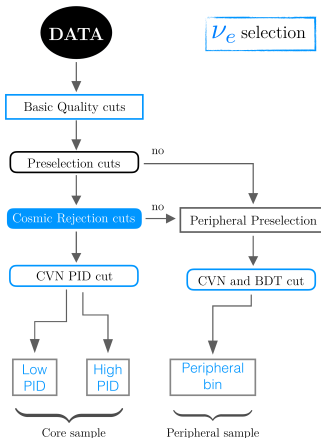 DATA
νe selection
Basic Quality cuts
no
Preselection cuts
no
Cosmic Rejection cuts
Peripheral Preselection
CVN PID cut
CVN and BDT cut
Low
PID
High
PID
Peripheral
bin
Core sample
Peripheral sample